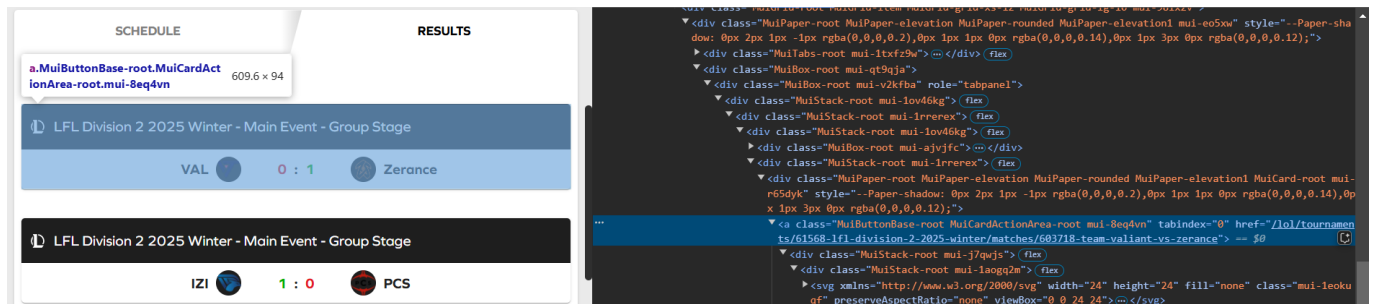 SCHEDULE
RESULTS
a.MuiButtonBase-root.MuiCardAct
ionArea-root.mui-8eq4vn
609.6 × 94
LFL Division 2 2025 Winter - Main Event - Group Stage
VAL 0 : 1 Zerance
LFL Division 2 2025 Winter - Main Event - Group Stage
IZI 1 : 0 PCS
<div class="MuiPaper-root MuiPaper-elevation MuiPaper-rounded MuiPaper-elevation1 mui-eo5xw" style="--Paper-sha
dow: 0px 2px 1px -1px rgba(0,0,0,0.2),0px 1px 1px 0px rgba(0,0,0,0.14),0px 1px 3px 0px rgba(0,0,0,0.12);">
<div class="MuiTabs-root mui-1txfz9w">⋯</div> flex
<div class="MuiBox-root mui-qt9qja">
<div class="MuiBox-root mui-v2kfba" role="tabpanel">
<div class="MuiStack-root mui-1ov46kg"> flex
<div class="MuiStack-root mui-1rrerex"> flex
<div class="MuiStack-root mui-1ov46kg"> flex
<div class="MuiBox-root mui-ajvjfc">⋯</div>
<div class="MuiStack-root mui-1rrerex"> flex
<div class="MuiPaper-root MuiPaper-elevation MuiPaper-rounded MuiPaper-elevation1 MuiCard-root mui-
r65dyk" style="--Paper-shadow: 0px 2px 1px -1px rgba(0,0,0,0.2),0px 1px 1px 0px rgba(0,0,0,0.14),0p
x 1px 3px 0px rgba(0,0,0,0.12);">
<a class="MuiButtonBase-root MuiCardActionArea-root mui-8eq4vn" tabindex="0" href="/lol/tournamen
ts/61568-lfl-division-2-2025-winter/matches/603718-team-valiant-vs-zerance"> == $0
<div class="MuiStack-root mui-j7qwjs"> flex
<div class="MuiStack-root mui-1aogq2m"> flex
<svg xmlns="http://www.w3.org/2000/svg" width="24" height="24" fill="none" class="mui-1eoku
gf" preserveAspectRatio="none" viewBox="0 0 24 24">⋯</svg>